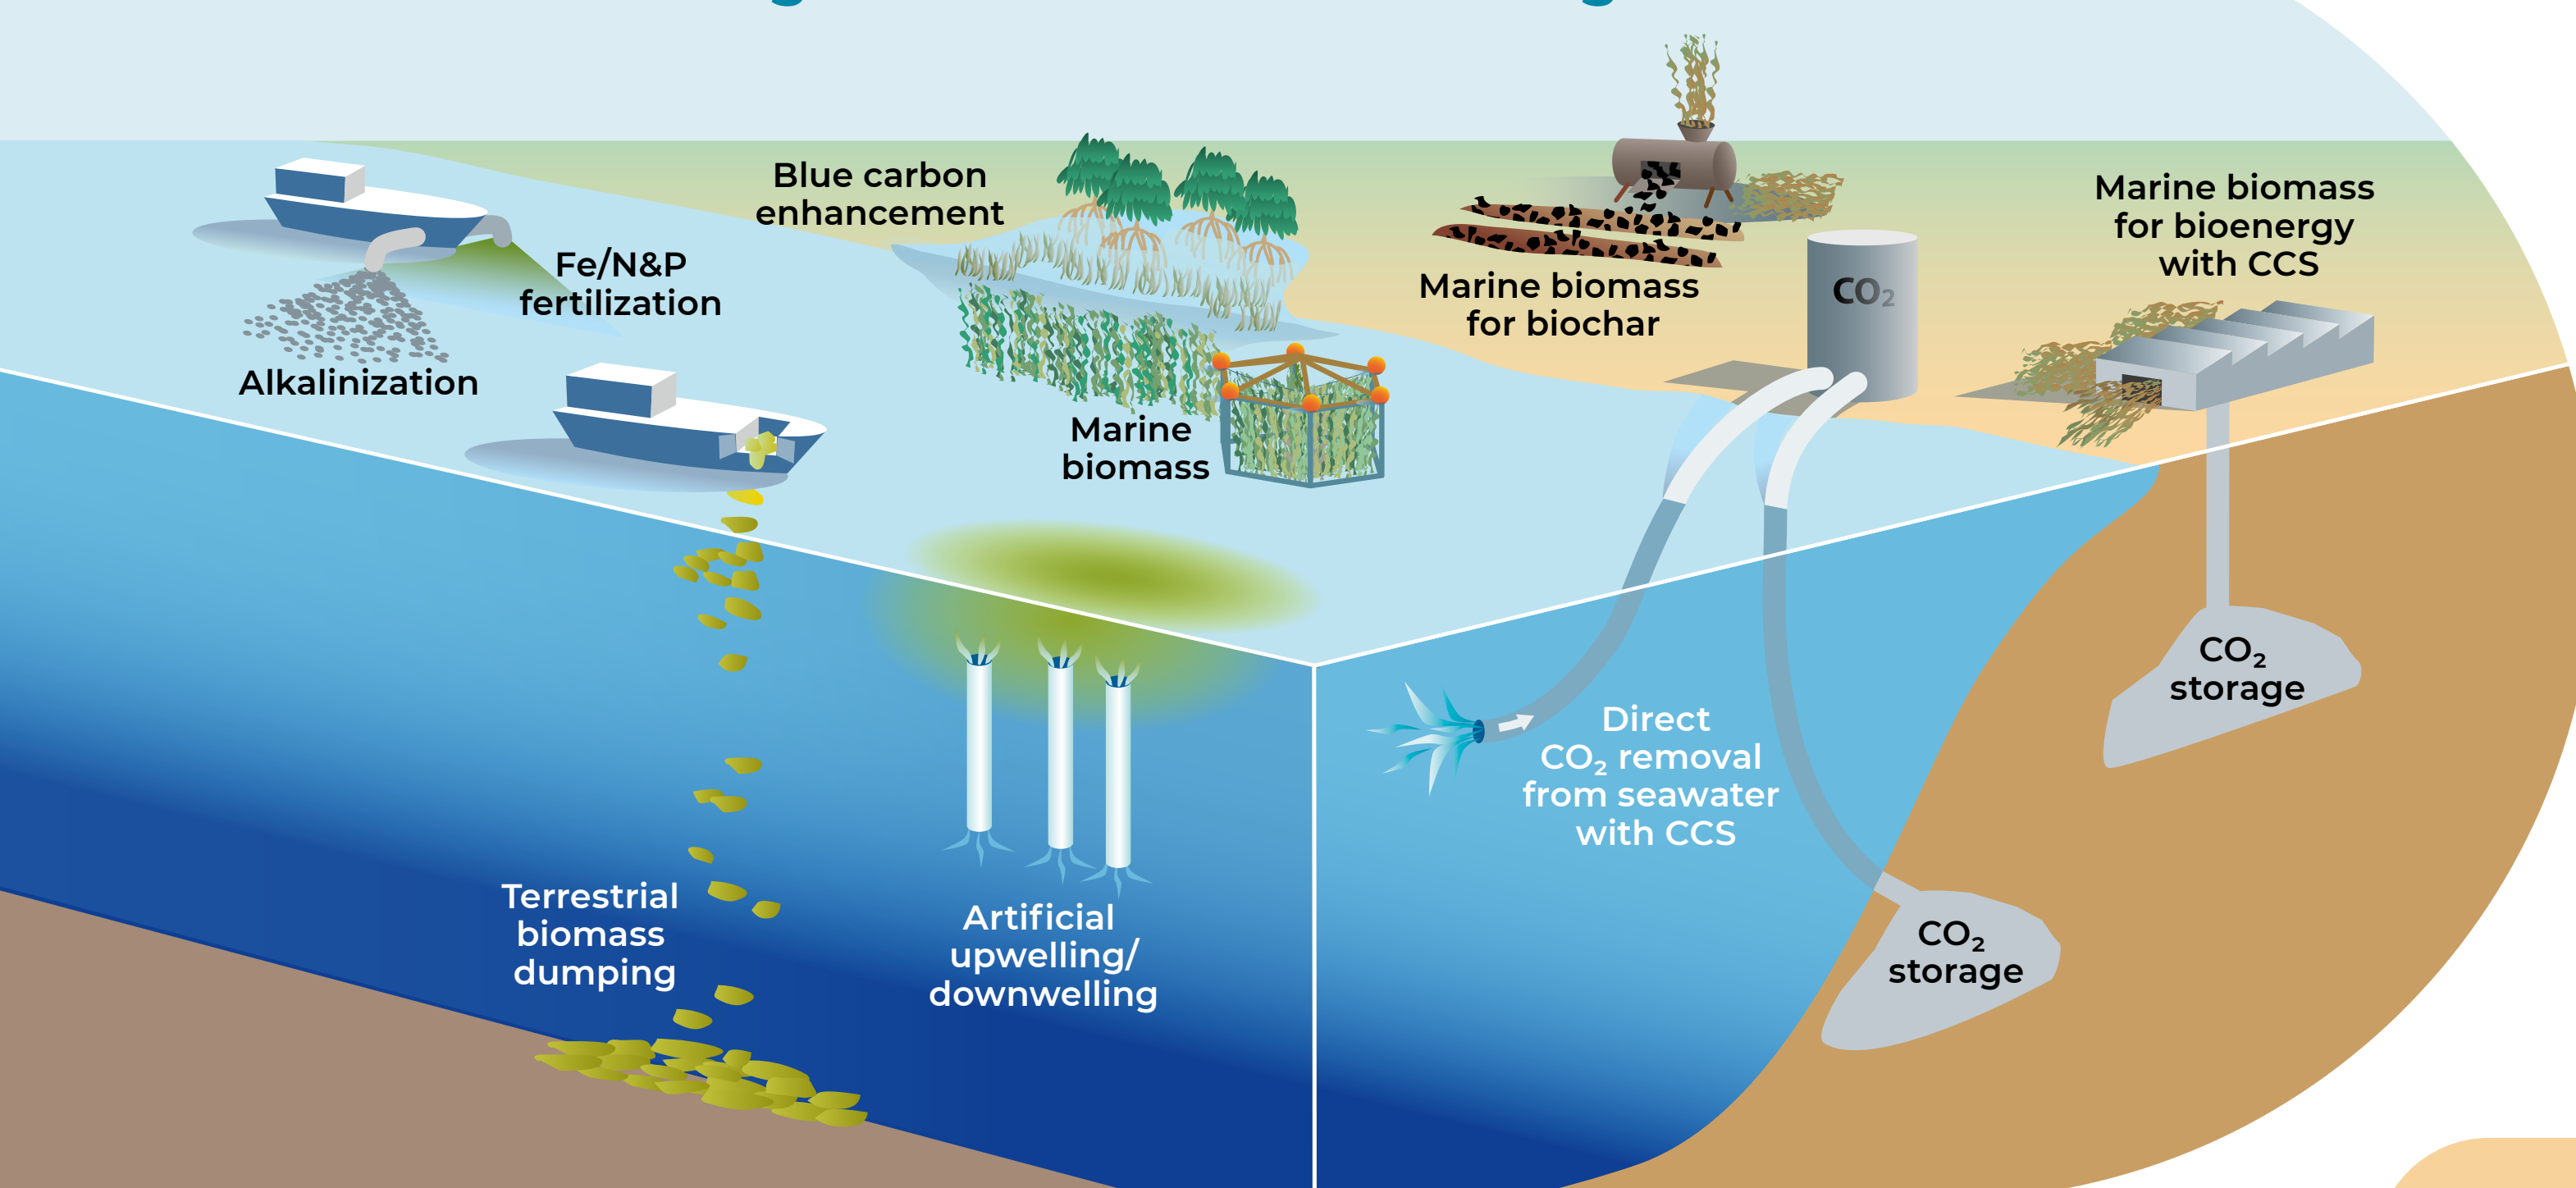 Blue carbon
enhancement
Fe/N&P
fertilization
Alkalinization
Marine
biomass
Marine biomass
for biochar
CO₂
Marine biomass
for bioenergy
with CCS
CO₂
storage
Direct
CO₂ removal
from seawater
with CCS
CO₂
storage
Terrestrial
biomass
dumping
Artificial
upwelling/
downwelling